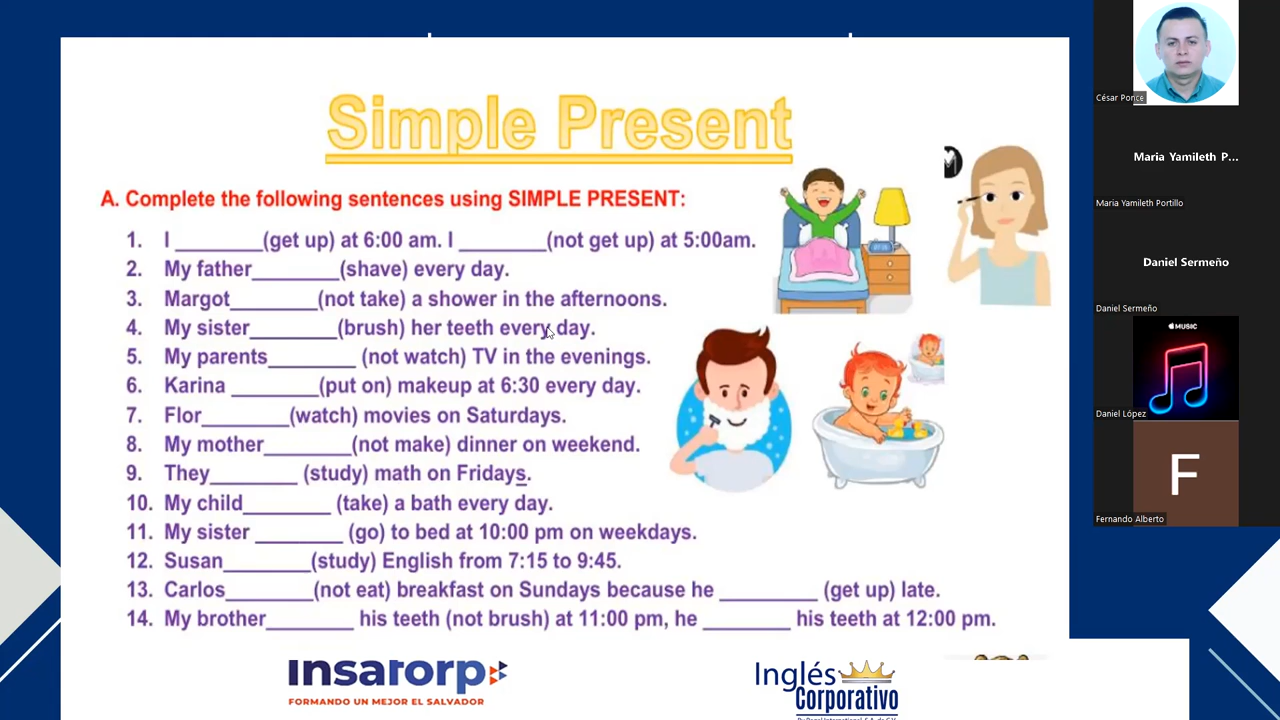 Simple Present
A. Complete the following sentences using SIMPLE PRESENT:
1. I ________(get up) at 6:00 am. I ________(not get up) at 5:00am.
2. My father________(shave) every day.
3. Margot________(not take) a shower in the afternoons.
4. My sister________(brush) her teeth every day.
5. My parents________ (not watch) TV in the evenings.
6. Karina ________(put on) makeup at 6:30 every day.
7. Flor________(watch) movies on Saturdays.
8. My mother________(not make) dinner on weekend.
9. They________ (study) math on Fridays.
10. My child________ (take) a bath every day.
11. My sister ________ (go) to bed at 10:00 pm on weekdays.
12. Susan________(study) English from 7:15 to 9:45.
13. Carlos________(not eat) breakfast on Sundays because he _________ (get up) late.
14. My brother________ his teeth (not brush) at 11:00 pm, he ________ his teeth at 12:00 pm.
Insaforp
FORMANDO UN MEJOR EL SALVADOR
Inglés
Corporativo
César Ponce
Maria Yamileth P...
Maria Yamileth Portillo
Daniel Sermeño
Daniel Sermeño
MUSIC
Daniel López
F
Fernando Alberto